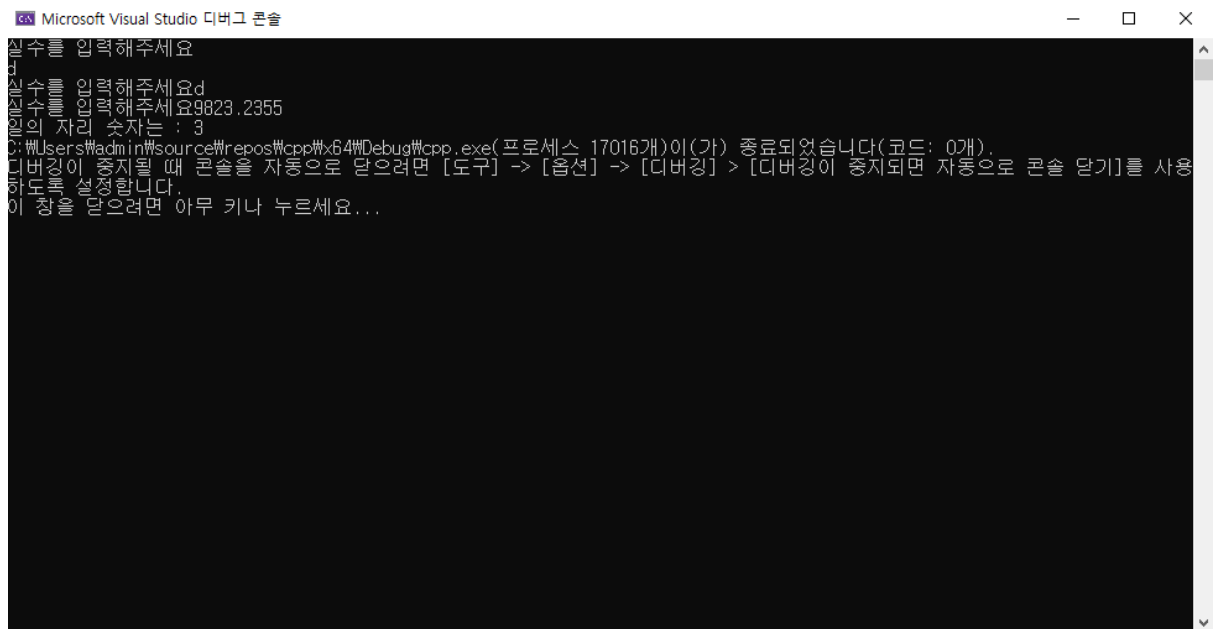 Microsoft Visual Studio 디버그 콘솔
실수를 입력해주세요
d
실수를 입력해주세요d
실수를 입력해주세요9823.2355
일의 자리 숫자는 : 3
C:₩Users₩admin₩source₩repos₩cpp₩x64₩Debug₩cpp.exe(프로세스 17016개)이(가) 종료되었습니다(코드: 0개).
디버깅이 중지될 때 콘솔을 자동으로 닫으려면 [도구] -> [옵션] -> [디버깅] > [디버깅이 중지되면 자동으로 콘솔 닫기]를 사용
하도록 설정합니다.
이 창을 닫으려면 아무 키나 누르세요...